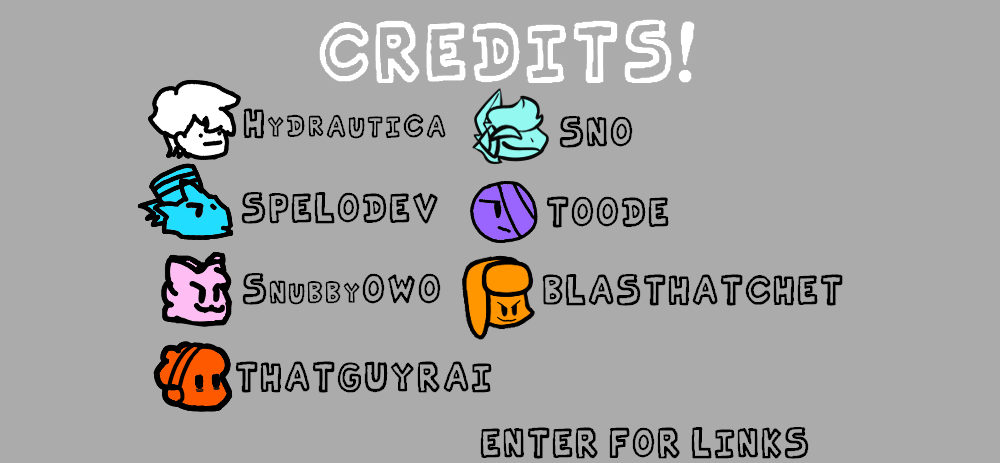 CREDITS!
HYDRAUTICA
SNO
SPELODEV
TOODE
SNUBBYOWO
BLASTHATCHET
THATGUYRAI
ENTER FOR LINKS